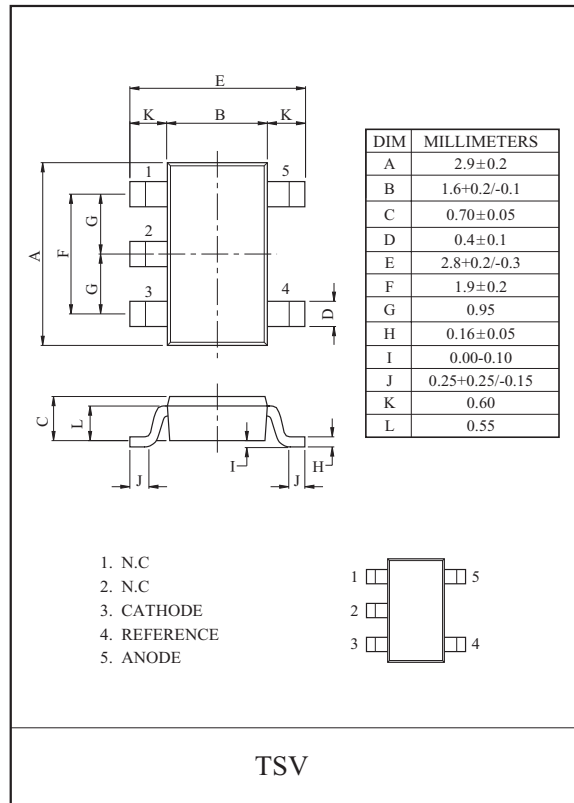 E
K B K
1 5
2
3 4
A F G G D
C L I H
J J
DIM MILLIMETERS
A 2.9±0.2
B 1.6+0.2/-0.1
C 0.70±0.05
D 0.4±0.1
E 2.8+0.2/-0.3
F 1.9±0.2
G 0.95
H 0.16±0.05
I 0.00-0.10
J 0.25+0.25/-0.15
K 0.60
L 0.55
1. N.C
2. N.C
3. CATHODE
4. REFERENCE
5. ANODE
1 5
2
3 4
TSV